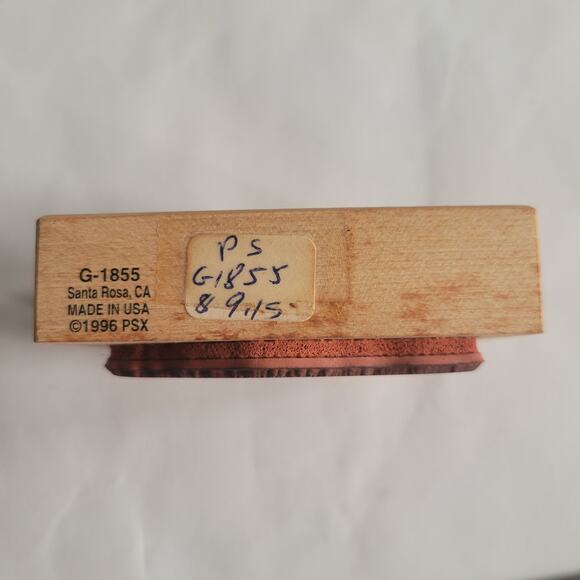 G-1855
Santa Rosa, CA
MADE IN USA
©1996 PSX
PS
G1855
8 9.15